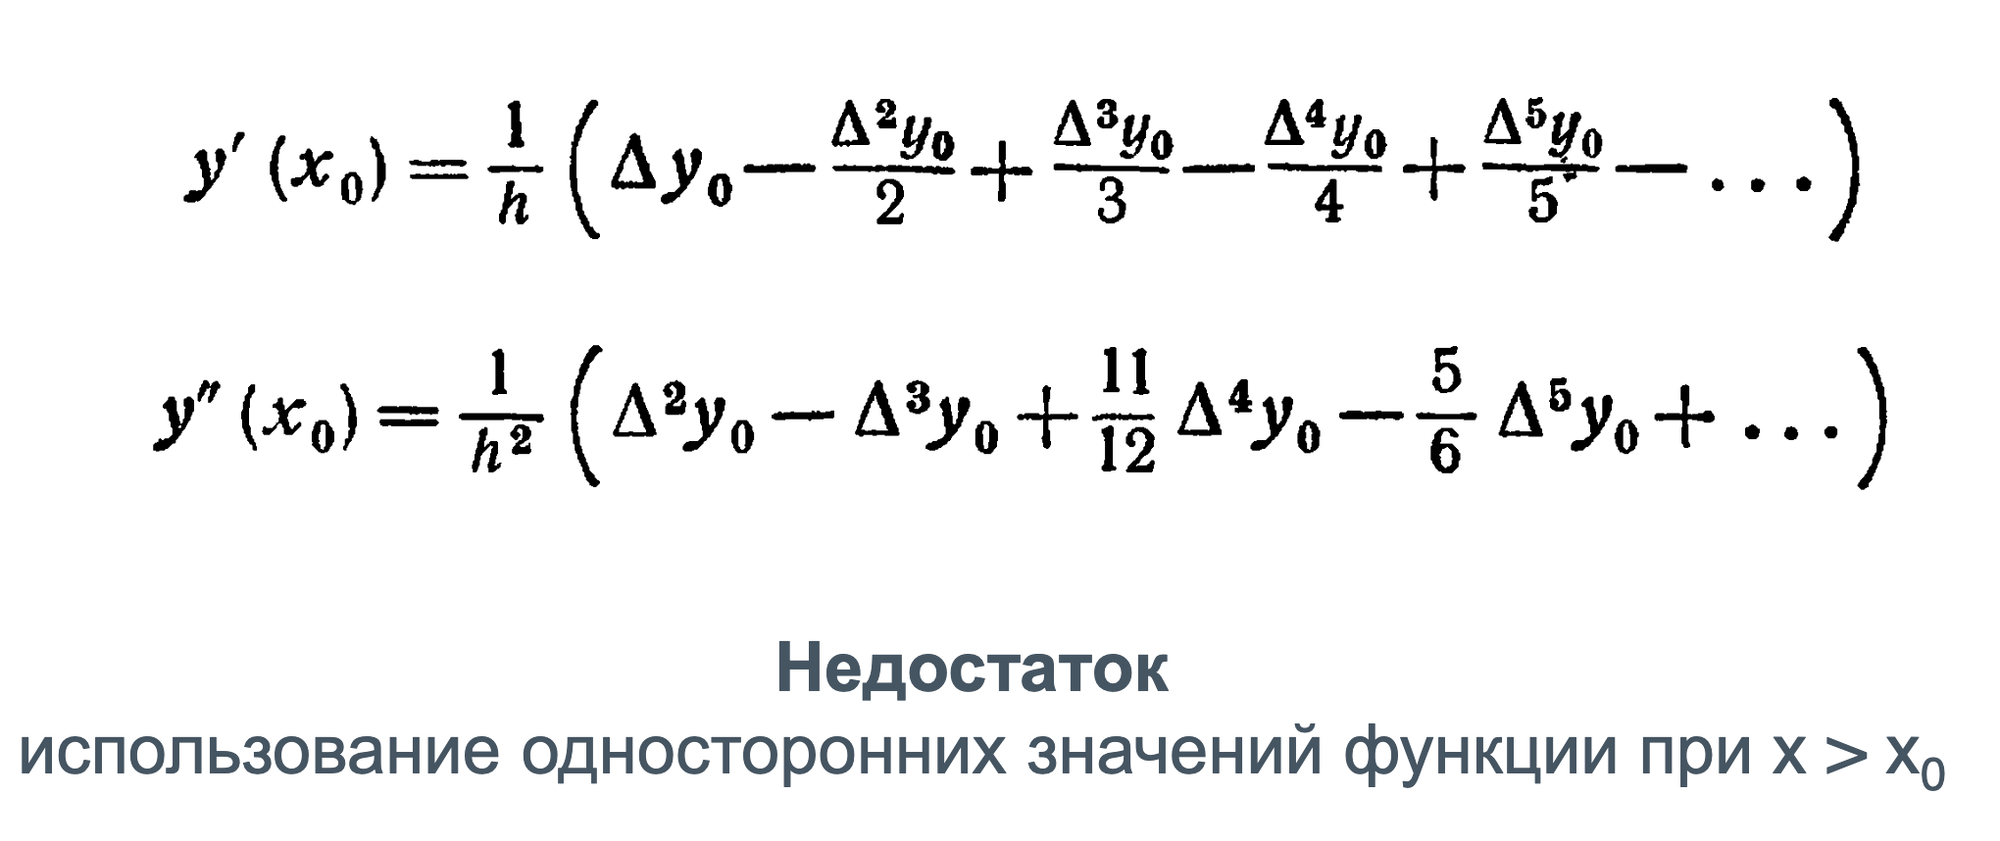 y′ (x₀) = 1/h (Δy₀ − Δ²y₀/2 + Δ³y₀/3 − Δ⁴y₀/4 + Δ⁵y₀/5 − ...)
y″ (x₀) = 1/h² (Δ²y₀ − Δ³y₀ + 11/12 Δ⁴y₀ − 5/6 Δ⁵y₀ + ...)
Недостаток
использование односторонних значений функции при x > x₀